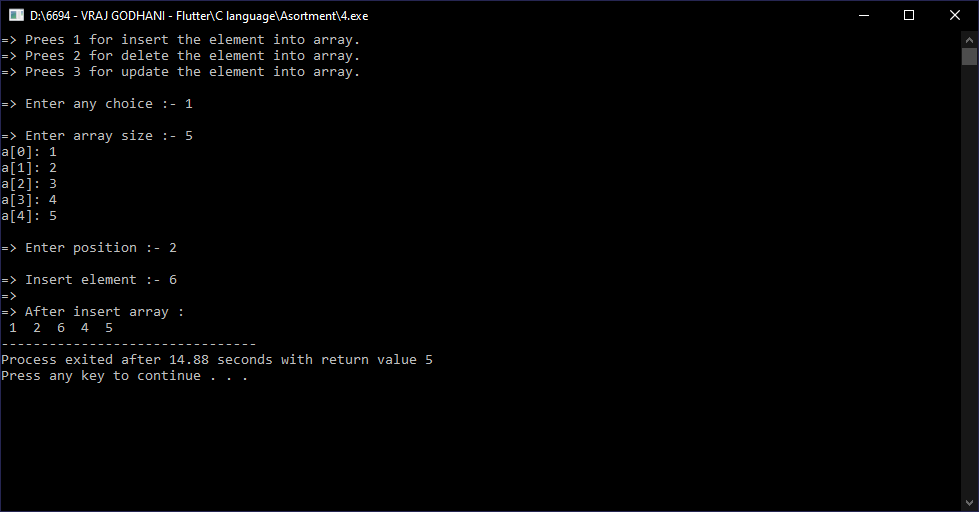 D:\6694 - VRAJ GODHANI - Flutter\C language\Asortment\4.exe
=> Prees 1 for insert the element into array.
=> Prees 2 for delete the element into array.
=> Prees 3 for update the element into array.
=> Enter any choice :- 1
=> Enter array size :- 5
a[0]: 1
a[1]: 2
a[2]: 3
a[3]: 4
a[4]: 5
=> Enter position :- 2
=> Insert element :- 6
=>
=> After insert array :
1  2  6  4  5
--------------------------------
Process exited after 14.88 seconds with return value 5
Press any key to continue . . .